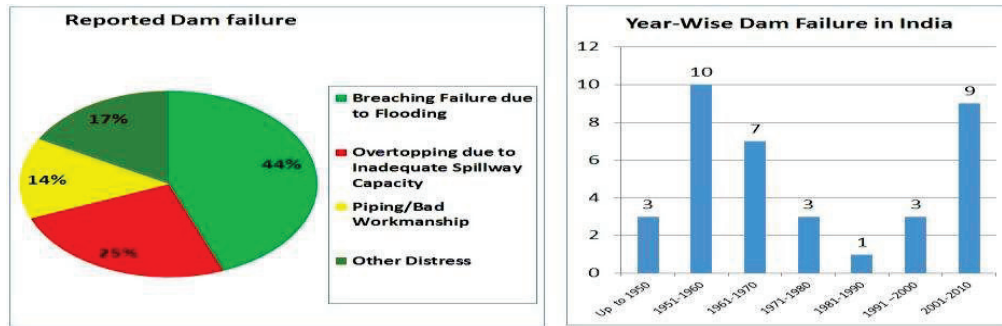 Reported Dam failure
44%
25%
14%
17%
Breaching Failure due
to Flooding
Overtopping due to
Inadequate Spillway
Capacity
Piping/Bad
Workmanship
Other Distress
Year-Wise Dam Failure in India
12
10
8
6
4
2
0
3
10
7
3
1
3
9
Up to 1950
1951-1960
1961-1970
1971-1980
1981-1990
1991 -2000
2001-2010